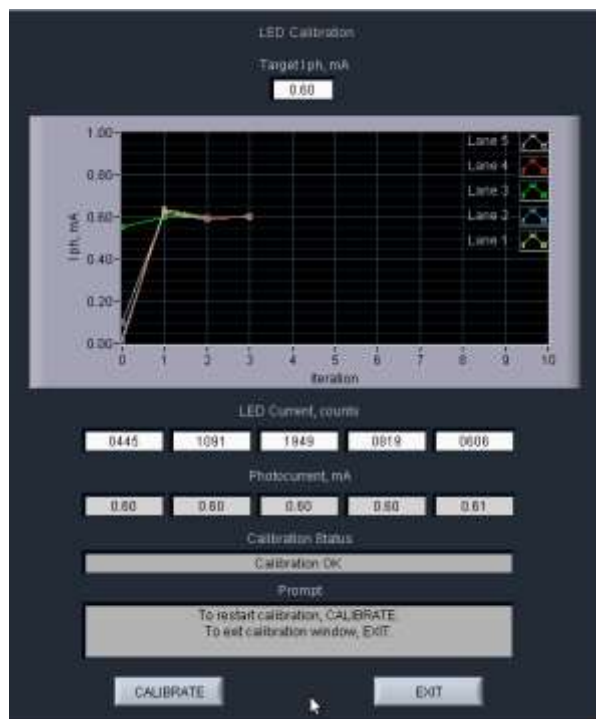 LED Calibration
Target Iph, mA
0.60
1.00
0.80
0.60
0.40
0.20
0.00
Iph, mA
Lane 5
Lane 4
Lane 3
Lane 2
Lane 1
0 1 2 3 4 5 6 7 8 9 10
Iteration
LED Current, counts
0445 1091 1949 0819 0606
Photocurrent, mA
0.60 0.60 0.60 0.60 0.61
Calibration Status
Calibration OK
Prompt
To restart calibration, CALIBRATE.
To exit calibration window, EXIT.
CALIBRATE EXIT